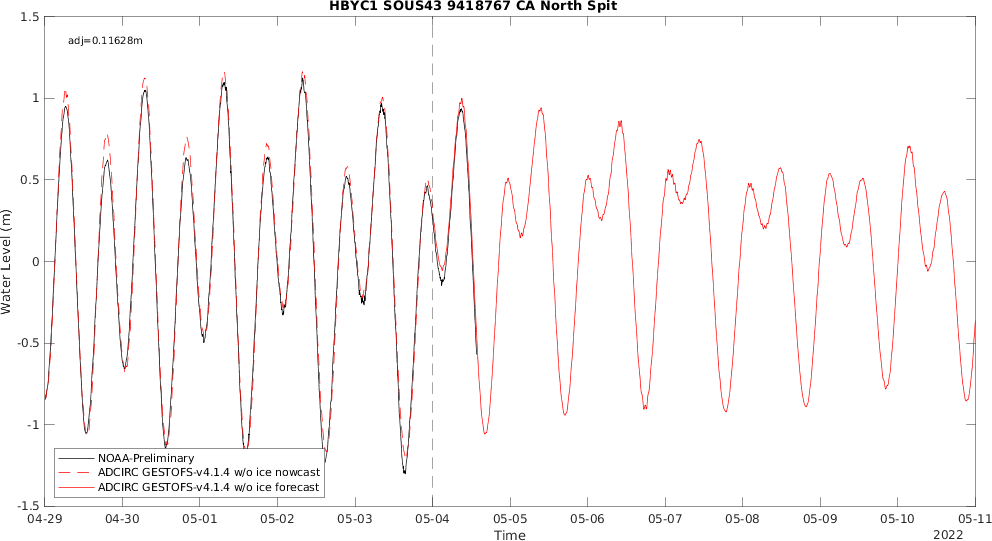 HBYC1 SOUS43 9418767 CA North Spit
adj=0.11628m
1.5
1
0.5
0
-0.5
-1
-1.5
Water Level (m)
NOAA-Preliminary
ADCIRC GESTOFS-v4.1.4 w/o ice nowcast
ADCIRC GESTOFS-v4.1.4 w/o ice forecast
04-29 04-30 05-01 05-02 05-03 05-04 05-05 05-06 05-07 05-08 05-09 05-10 05-11
Time
2022